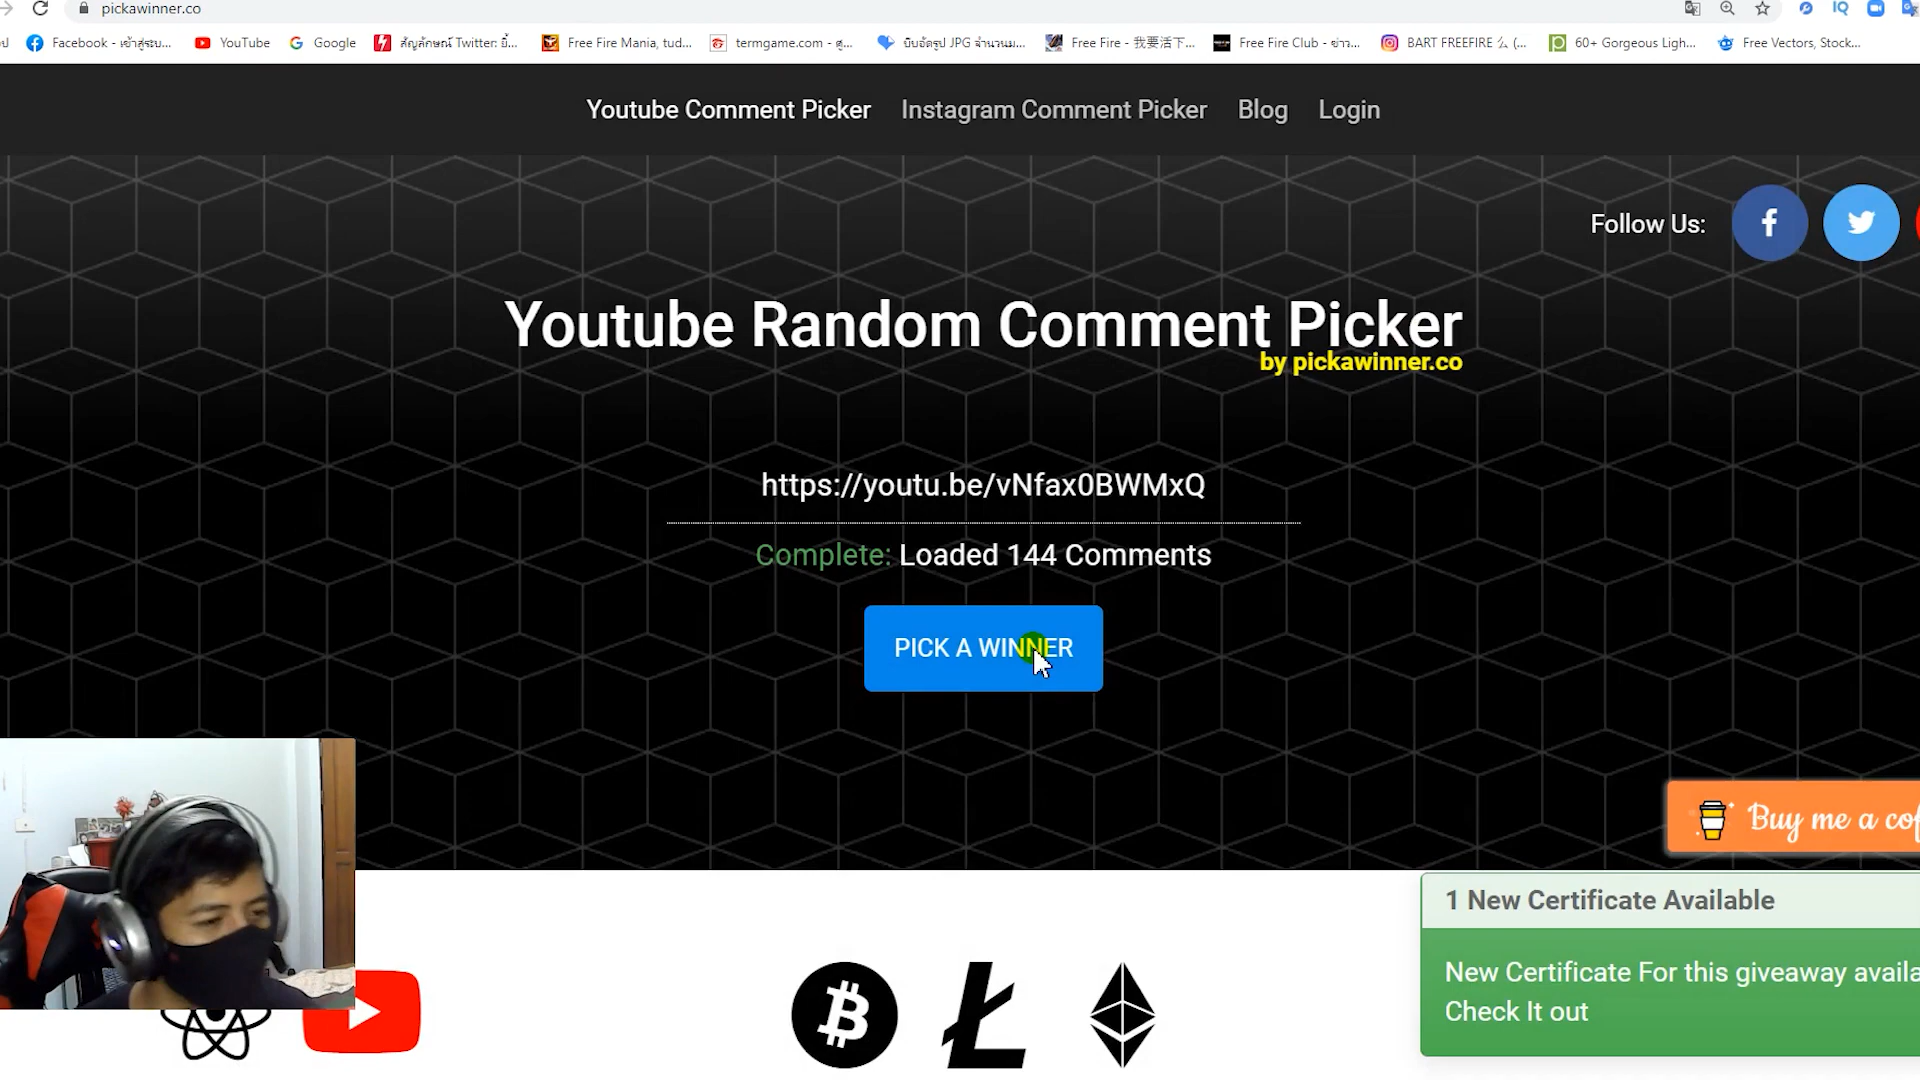 pickawinner.co
Facebook - เข้าสู่ระบ...
YouTube
Google
สัญลักษณ์ Twitter: ยี้...
Free Fire Mania, tud...
termgame.com - ศู...
บีบอัดรูป JPG จำนวนม...
Free Fire - 我要活下...
Free Fire Club - ข่าว...
BART FREEFIRE 么 (...
60+ Gorgeous Ligh...
Free Vectors, Stock...
Youtube Comment Picker
Instagram Comment Picker
Blog
Login
Follow Us:
Youtube Random Comment Picker
by pickawinner.co
https://youtu.be/vNfax0BWMxQ
Complete: Loaded 144 Comments
PICK A WINNER
Buy me a cof
1 New Certificate Available
New Certificate For this giveaway availa
Check It out